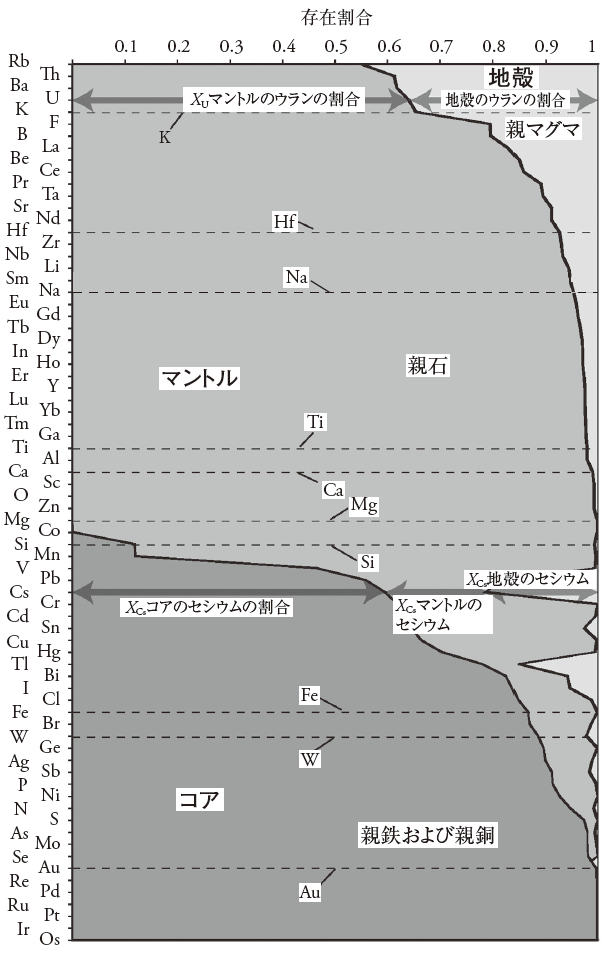 存在割合
0.1 0.2 0.3 0.4 0.5 0.6 0.7 0.8 0.9 1
Rb
Th
Ba
U
K
F
B
La
Be
Ce
Pr
Ta
Sr
Nd
Hf
Zr
Nb
Li
Sm
Na
Eu
Gd
Tb
Dy
In
Ho
Er
Y
Lu
Yb
Tm
Ga
Ti
Al
Ca
Sc
O
Zn
Mg
Co
Si
Mn
V
Pb
Cs
Cr
Cd
Sn
Cu
Hg
Tl
Bi
I
Cl
Fe
Br
W
Ge
Ag
Sb
P
Ni
N
S
As
Mo
Se
Au
Re
Pd
Ru
Pt
Ir
Os
地殻
XUマントルのウランの割合
地殻のウランの割合
親マグマ
K
Hf
Na
マントル
親石
Ti
Ca
Mg
Si
XCs地殻のセシウム
XCsコアのセシウムの割合
XCsマントルの
セシウム
Fe
W
コア
親鉄および親銅
Au